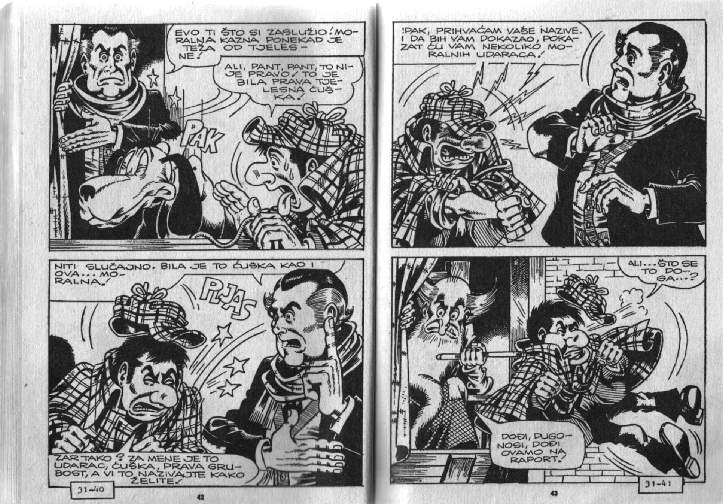 EVO TI ŠTO SI ZASLUŽIO! MO-
RALNA KAZNA PONEKAD JE
TEŽA OD TJELES-
NE!
ALI, PANT, PANT, TO NI-
JE PRAVO! TO JE
BILA PRAVA TJE-
LESNA ĆUŠ-
KA!
PAK
NITI SLUČAJNO. BILA JE TO ĆUŠKA KAO I
OVA... MO-
RALNA!
PLJAS
ZAR TAKO? ZA MENE JE TO
UDARAC, ĆUŠKA, PRAVA GRU-
BOST, A VI TO NAZIVAJTE KAKO
ŽELITE!
31-40
42
IPAK, PRIHVAĆAM VAŠE NAZIVE.
I DA BIH VAM DOKAZAO, POKA-
ZAT ĆU VAM NEKOLIKO MO-
RALNIH UDARACA!
ALI... ŠTO SE
TO DO-
GA...?
DOĐI, DUGO-
NOSI, DOĐI
OVAMO NA
RAPORT!
31-41
43